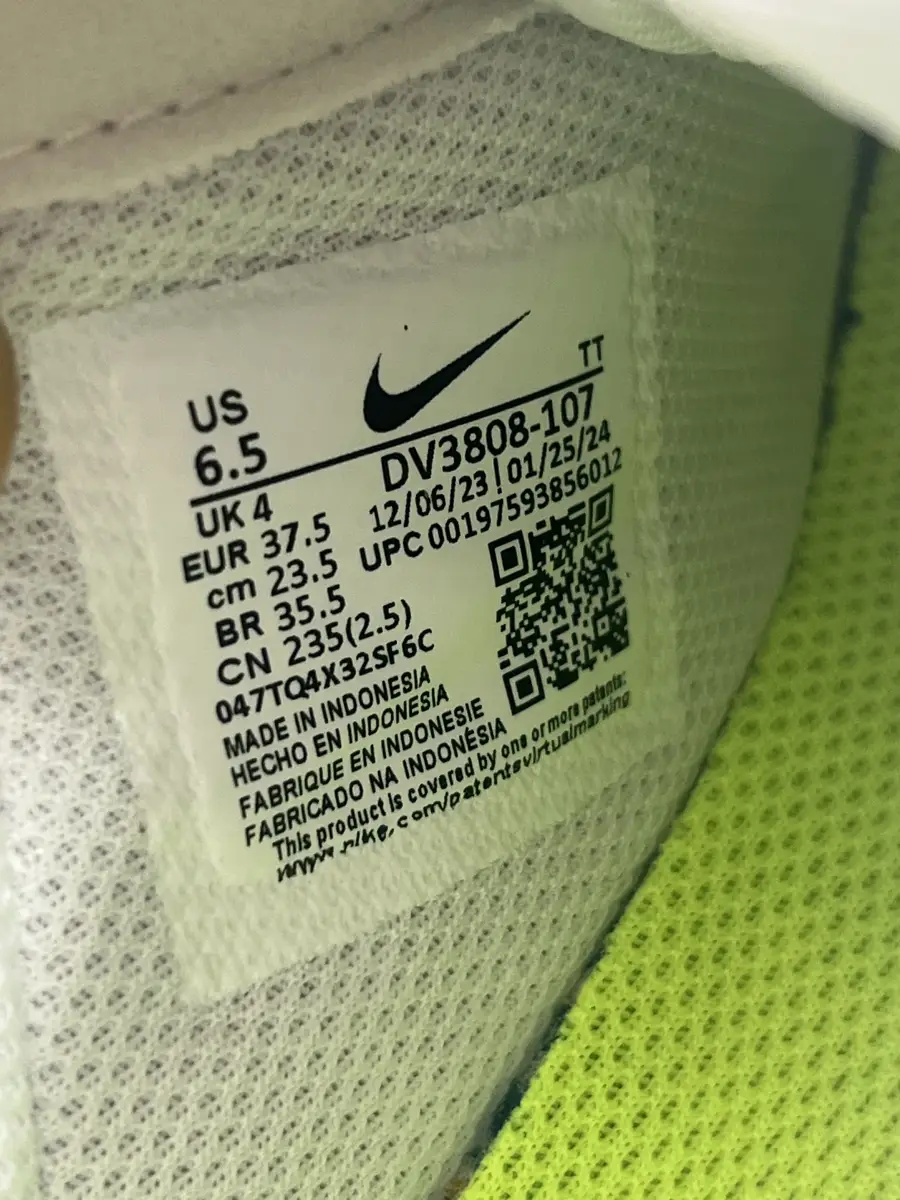 US
6.5
TT
UK 4
EUR 37.5
cm 23.5
BR 35.5
CN 235(2.5)
DV3808-107
12/06/23 | 01/25/24
UPC 00197593856012
047TQ4X32SF6C
MADE IN INDONESIA
HECHO EN INDONESIA
FABRIQUE EN INDONESIE
FABRICADO NA INDONÉSIA
This product is covered by one or more patents:
www.nike.com/patentsvirtualmarking